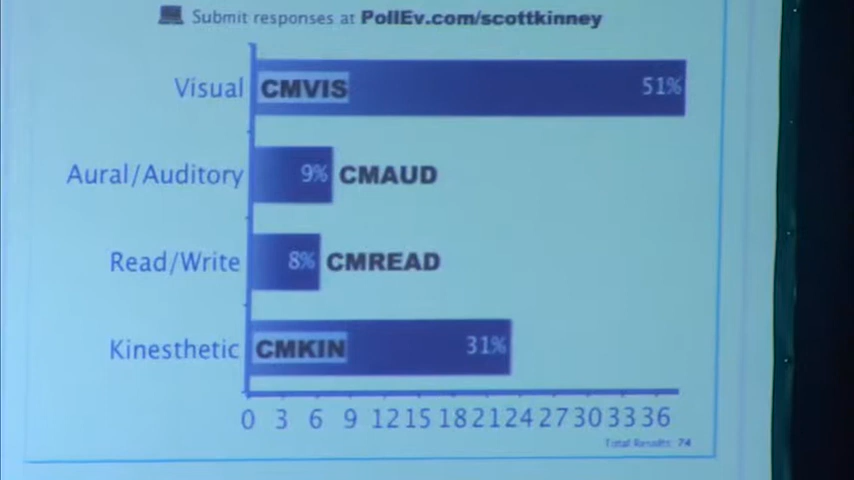 Submit responses at PollEv.com/scottkinney
Visual CMVIS 51%
Aural/Auditory 9% CMAUD
Read/Write 8% CMREAD
Kinesthetic CMKIN 31%
0 3 6 9 12 15 18 21 24 27 30 33 36
Total Results: 74